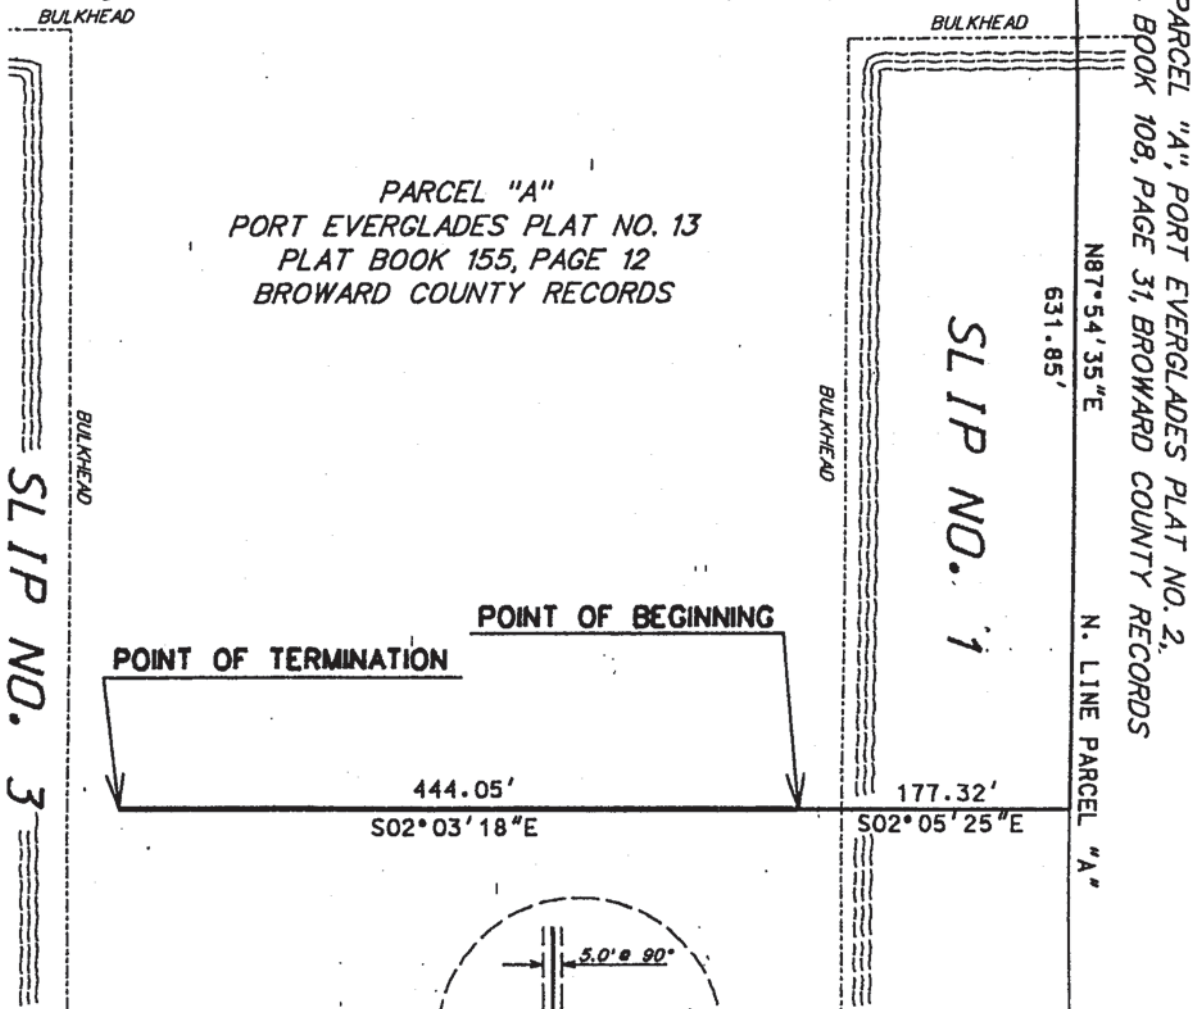 BULKHEAD
BULKHEAD
PARCEL "A", PORT EVERGLADES PLAT NO. 2,
BOOK 108, PAGE 31, BROWARD COUNTY RECORDS
PARCEL "A"
PORT EVERGLADES PLAT NO. 13
PLAT BOOK 155, PAGE 12
BROWARD COUNTY RECORDS
N87°54'35"E
631.85'
SLIP NO. 1
BULKHEAD
BULKHEAD
SLIP NO. 3
POINT OF BEGINNING
POINT OF TERMINATION
N. LINE PARCEL "A"
444.05'
S02°03'18"E
177.32'
S02°05'25"E
5.0' @ 90°